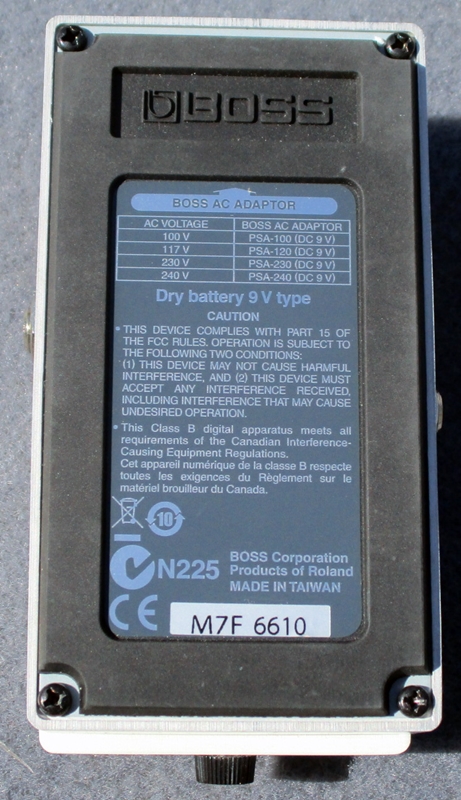 BOSS
BOSS AC ADAPTOR
AC VOLTAGE BOSS AC ADAPTOR
100 V PSA-100 (DC 9 V)
117 V PSA-120 (DC 9 V)
230 V PSA-230 (DC 9 V)
240 V PSA-240 (DC 9 V)
Dry battery 9 V type
CAUTION
* THIS DEVICE COMPLIES WITH PART 15 OF
THE FCC RULES. OPERATION IS SUBJECT TO
THE FOLLOWING TWO CONDITIONS:
(1) THIS DEVICE MAY NOT CAUSE HARMFUL
INTERFERENCE, AND (2) THIS DEVICE MUST
ACCEPT ANY INTERFERENCE RECEIVED,
INCLUDING INTERFERENCE THAT MAY CAUSE
UNDESIRED OPERATION.
* This Class B digital apparatus meets all
requirements of the Canadian Interference-
Causing Equipment Regulations.
Cet appareil numérique de la classe B respecte
toutes les exigences du Règlement sur le
matériel brouilleur du Canada.
10
N225
BOSS Corporation
Products of Roland
MADE IN TAIWAN
CE
M7F 6610